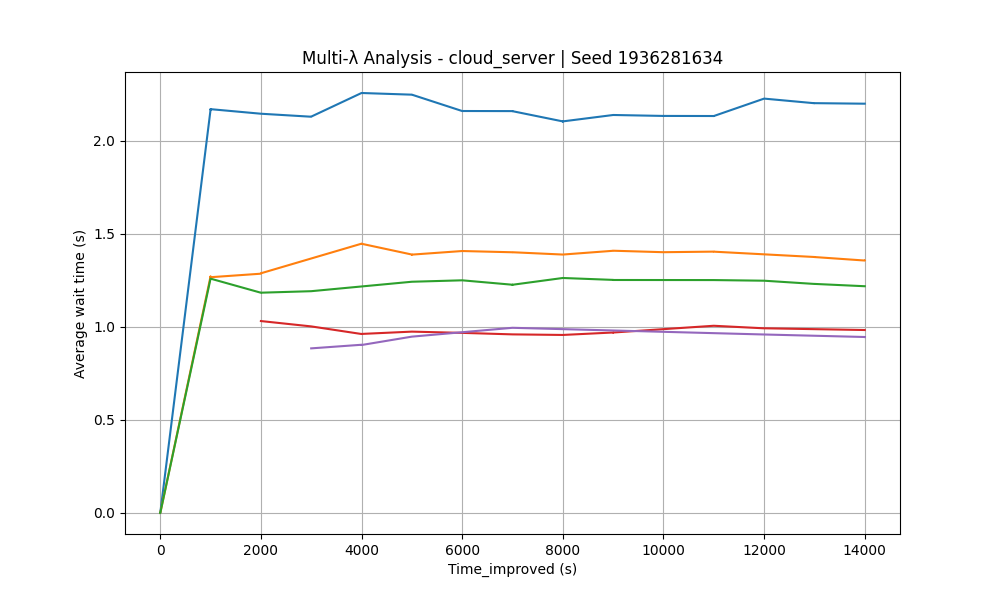 Multi-λ Analysis - cloud_server | Seed 1936281634
Average wait time (s)
2.0
1.5
1.0
0.5
0.0
0 2000 4000 6000 8000 10000 12000 14000
Time_improved (s)